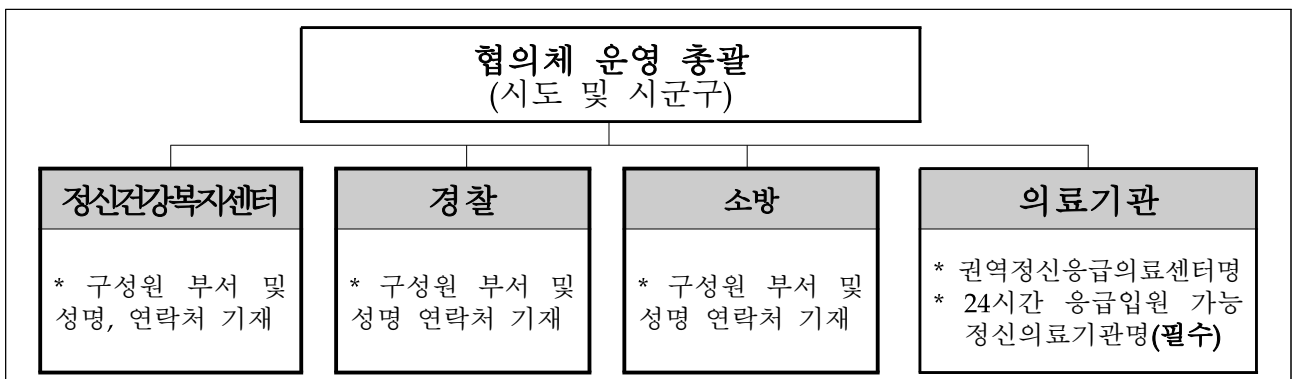 협의체 운영 총괄
(시도 및 시군구)
정신건강복지센터
* 구성원 부서 및
성명, 연락처 기재
경찰
* 구성원 부서 및
성명 연락처 기재
소방
* 구성원 부서 및
성명 연락처 기재
의료기관
* 권역정신응급의료센터명
* 24시간 응급입원 가능
정신의료기관명(필수)